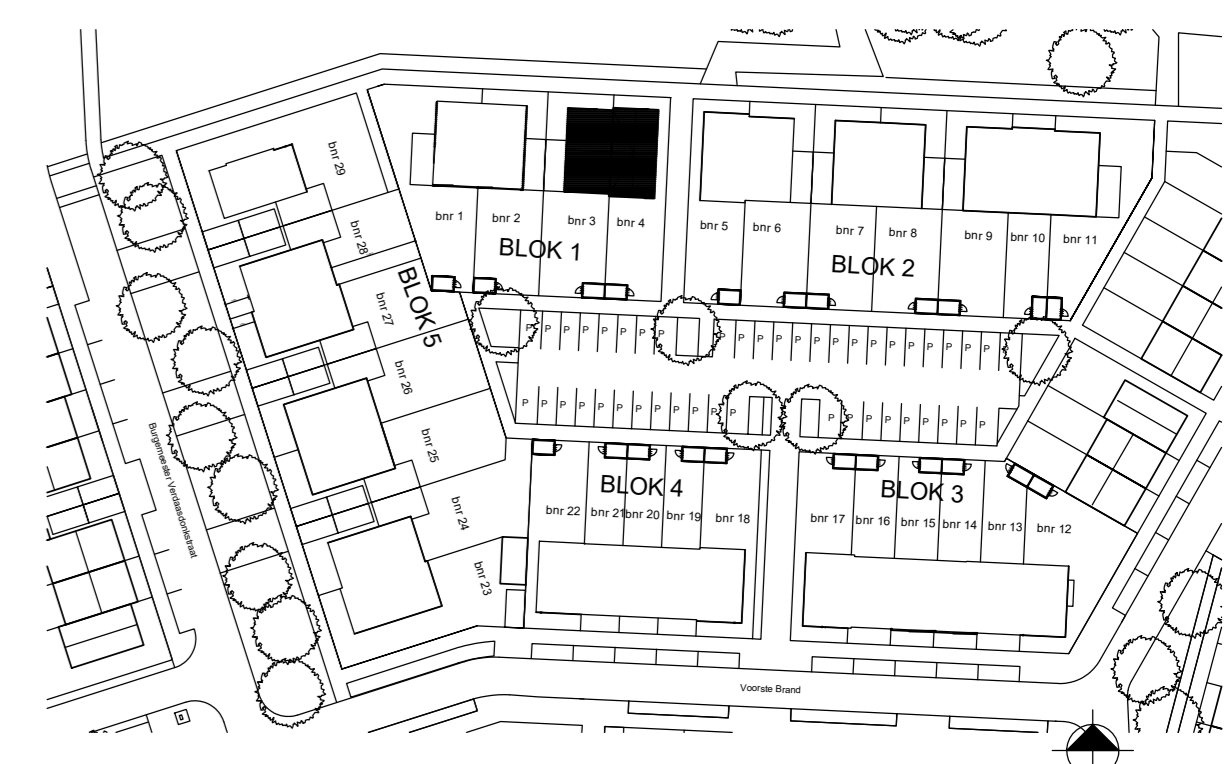 bnr 29
bnr 28
bnr 27
bnr 26
bnr 25
bnr 24
bnr 23
BLOK 5
bnr 1
bnr 2
bnr 3
bnr 4
BLOK 1
bnr 5
bnr 6
bnr 7
bnr 8
bnr 9
bnr 10
bnr 11
BLOK 2
P P P P P P P P P P P P P P P P P P P P P P P
P P P P P P P P P P P P P P P P P P P P P
BLOK 4
bnr 22
bnr 21
bnr 20
bnr 19
bnr 18
BLOK 3
bnr 17
bnr 16
bnr 15
bnr 14
bnr 13
bnr 12
Burgemeester Verdaasdonkstraat
Voorste Brand